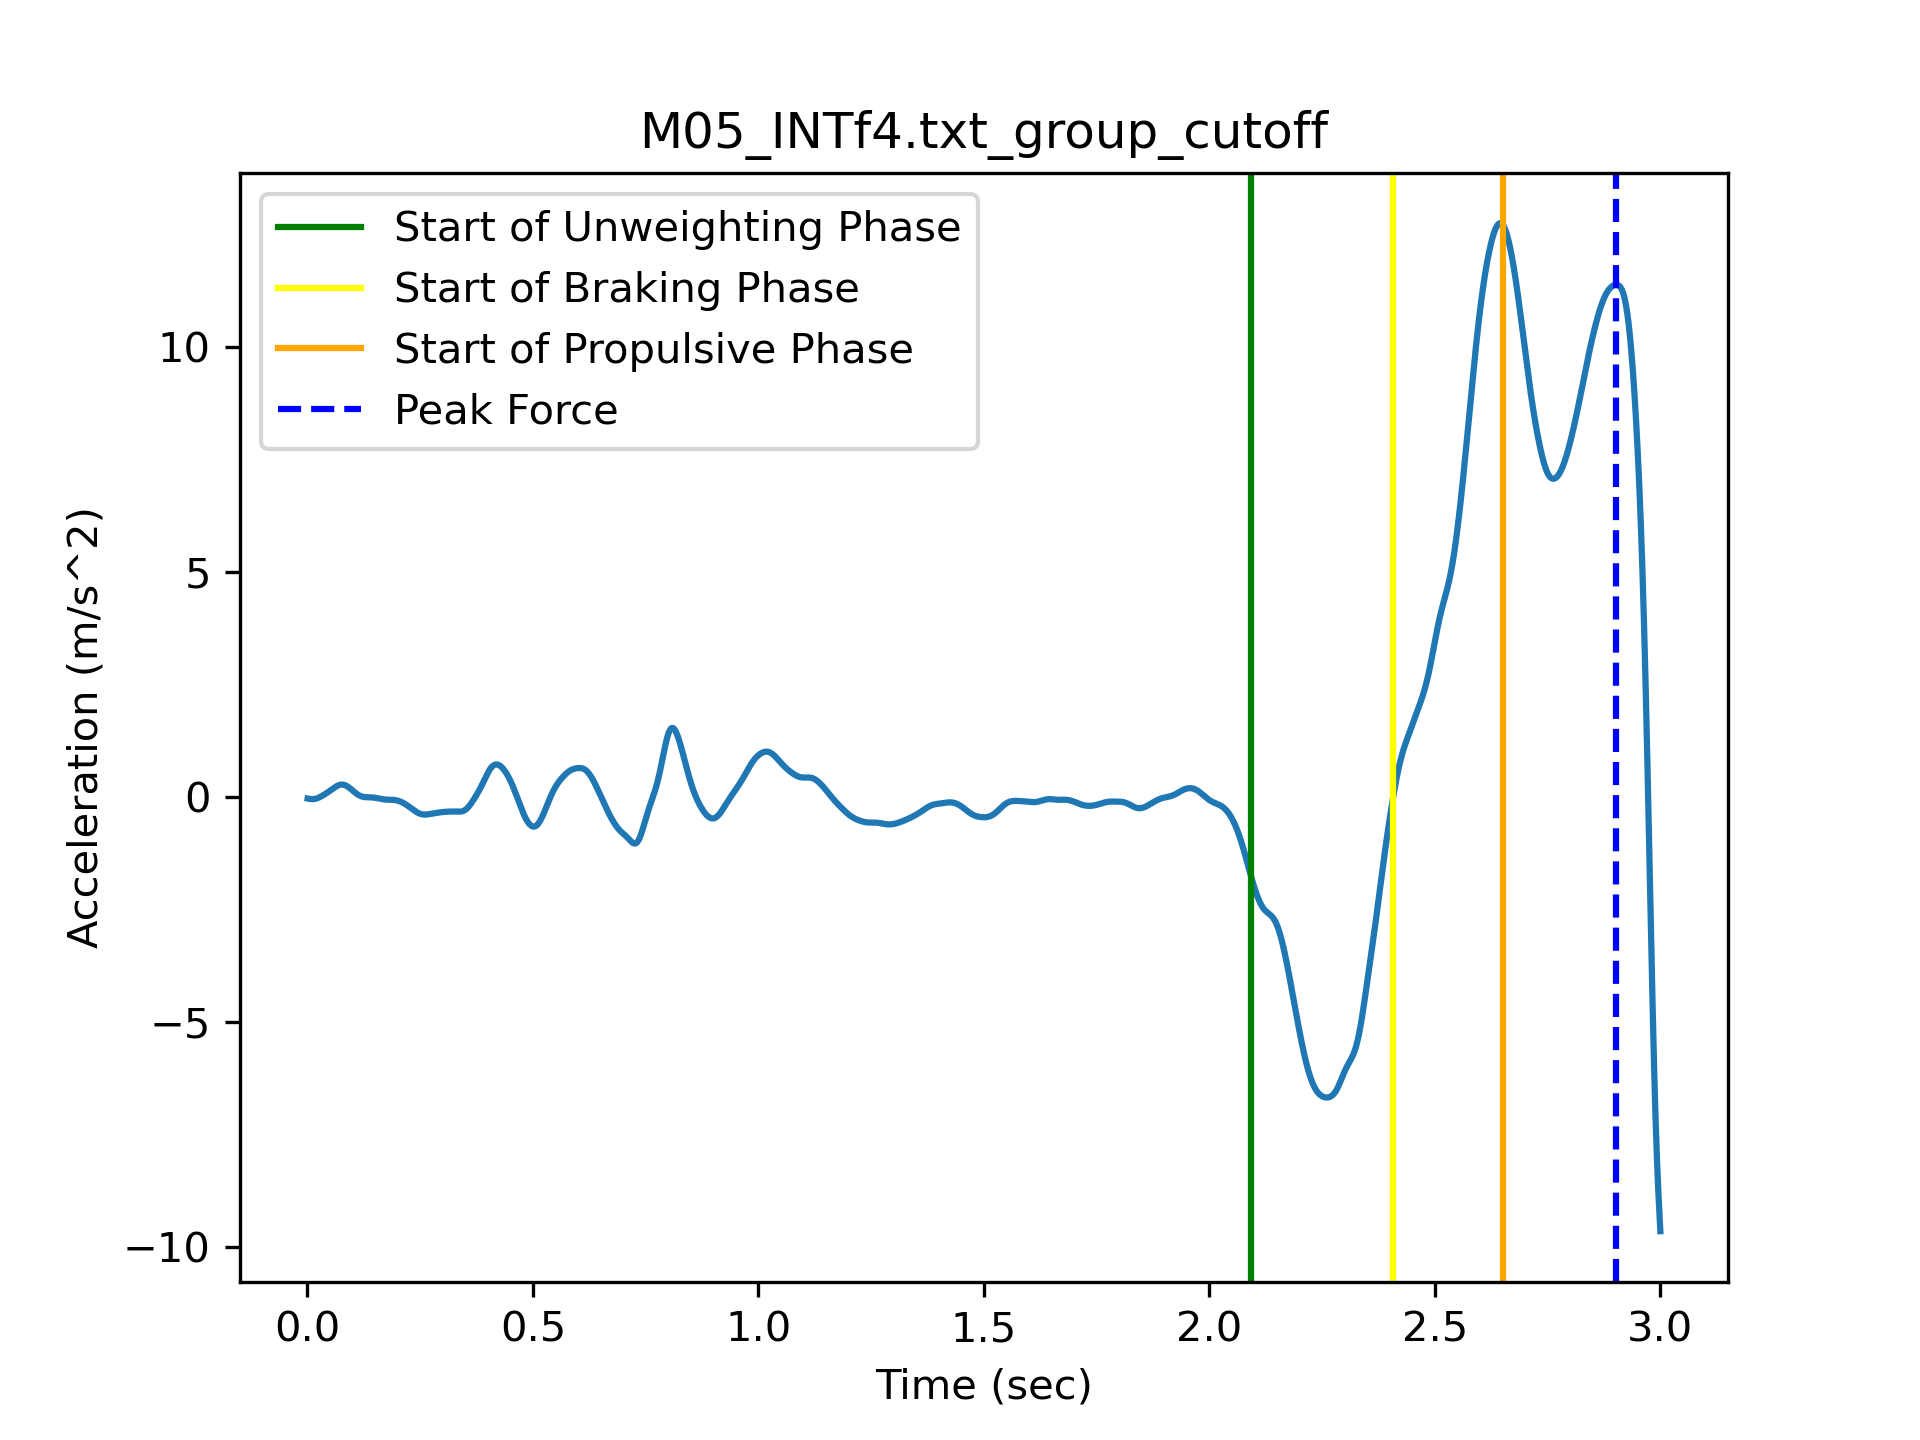 M05_INTf4.txt_group_cutoff
Start of Unweighting Phase
Start of Braking Phase
Start of Propulsive Phase
Peak Force
Acceleration (m/s^2)
10
5
0
−5
−10
0.0 0.5 1.0 1.5 2.0 2.5 3.0
Time (sec)